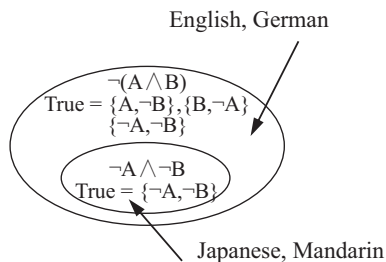 English, German
¬(A∧B)
True = {A,¬B},{B,¬A}
{¬A,¬B}
¬A∧¬B
True = {¬A,¬B}
Japanese, Mandarin